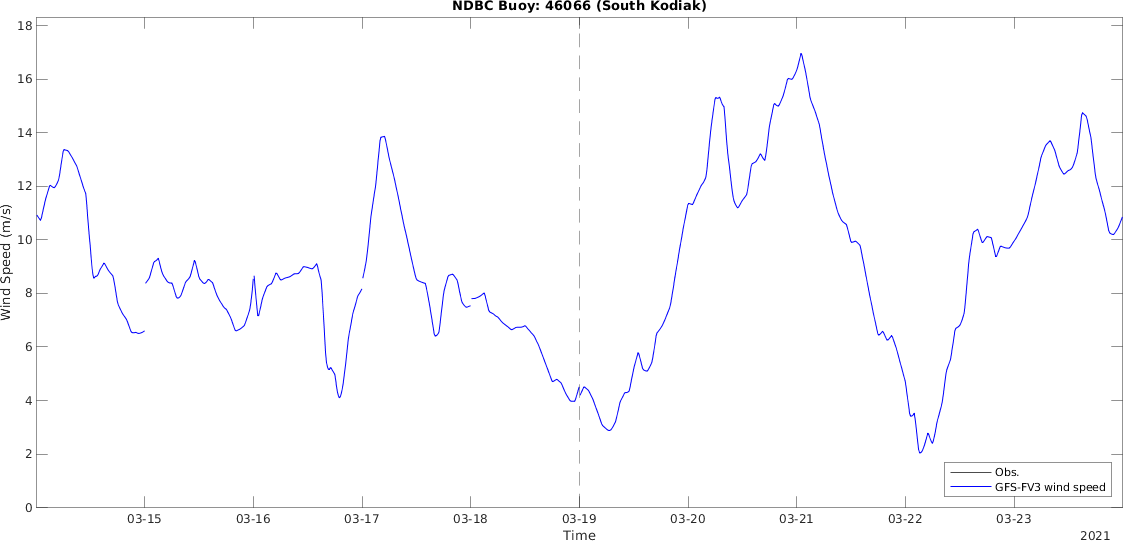 NDBC Buoy: 46066 (South Kodiak)
18
16
14
12
10
8
6
4
2
0
Wind Speed (m/s)
Obs.
GFS-FV3 wind speed
03-15 03-16 03-17 03-18 03-19 03-20 03-21 03-22 03-23
Time
2021